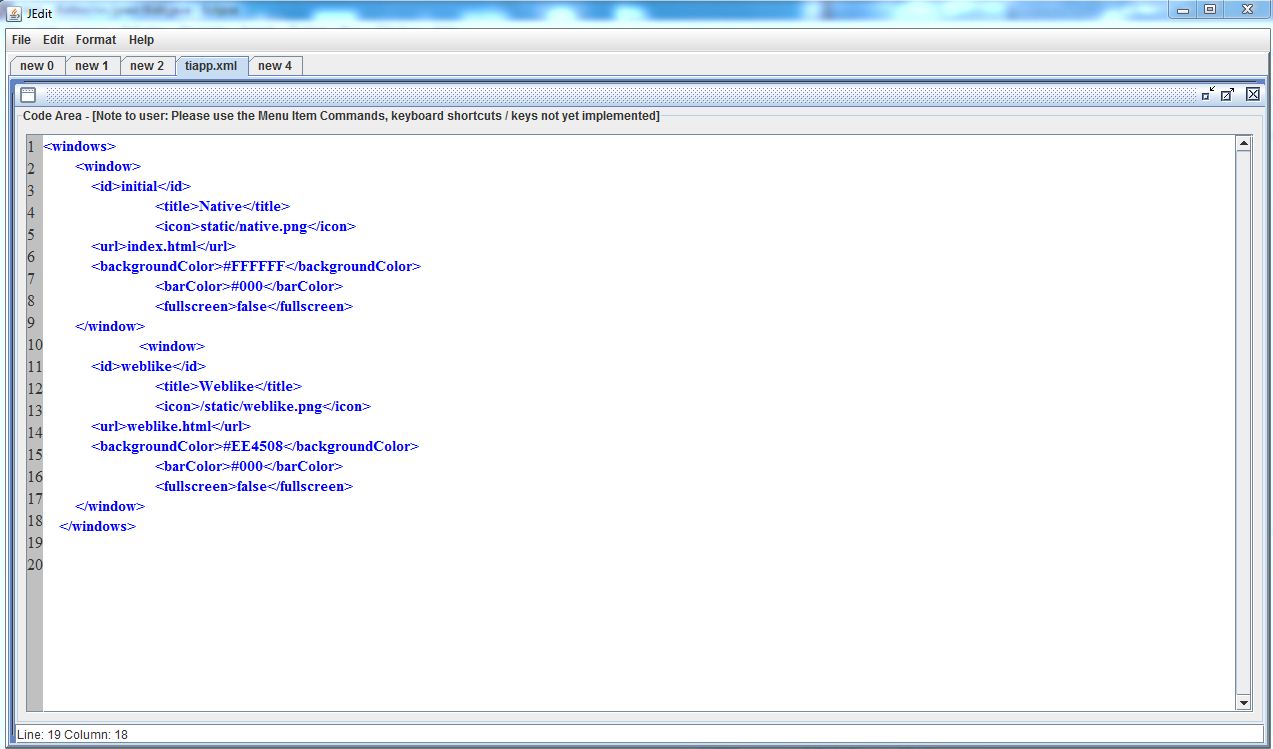 JEdit
File Edit Format Help
new 0 new 1 new 2 tiapp.xml new 4
Code Area - [Note to user: Please use the Menu Item Commands, keyboard shortcuts / keys not yet implemented]
1 <windows>
2 <window>
3 <id>initial</id>
4 <title>Native</title>
5 <icon>static/native.png</icon>
6 <url>index.html</url>
7 <backgroundColor>#FFFFFF</backgroundColor>
8 <barColor>#000</barColor>
9 <fullscreen>false</fullscreen>
10 </window>
11 <window>
12 <id>weblike</id>
13 <title>Weblike</title>
14 <icon>/static/weblike.png</icon>
15 <url>weblike.html</url>
16 <backgroundColor>#EE4508</backgroundColor>
17 <barColor>#000</barColor>
18 <fullscreen>false</fullscreen>
19 </window>
20 </windows>
Line: 19 Column: 18